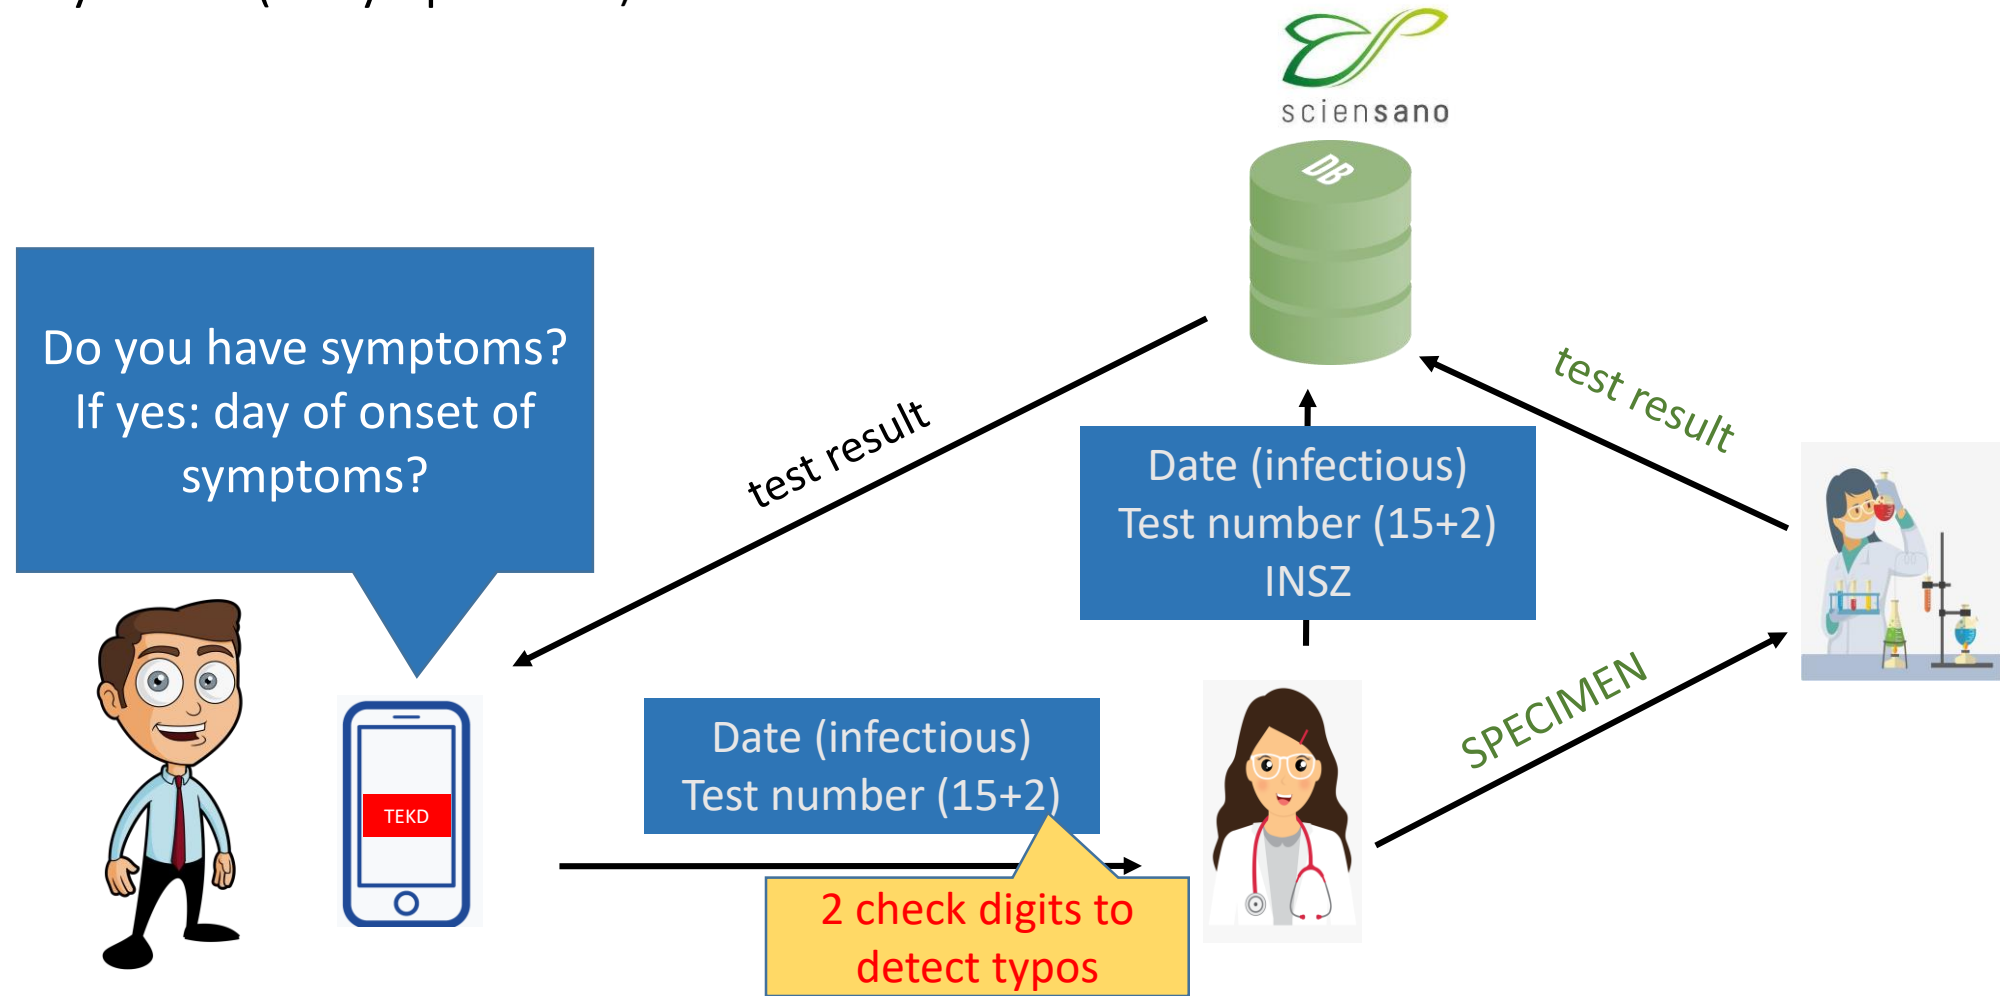 sciensano
DB
Do you have symptoms?
If yes: day of onset of
symptoms?
test result
test result
Date (infectious)
Test number (15+2)
INSZ
SPECIMEN
Date (infectious)
Test number (15+2)
TEKD
2 check digits to
detect typos